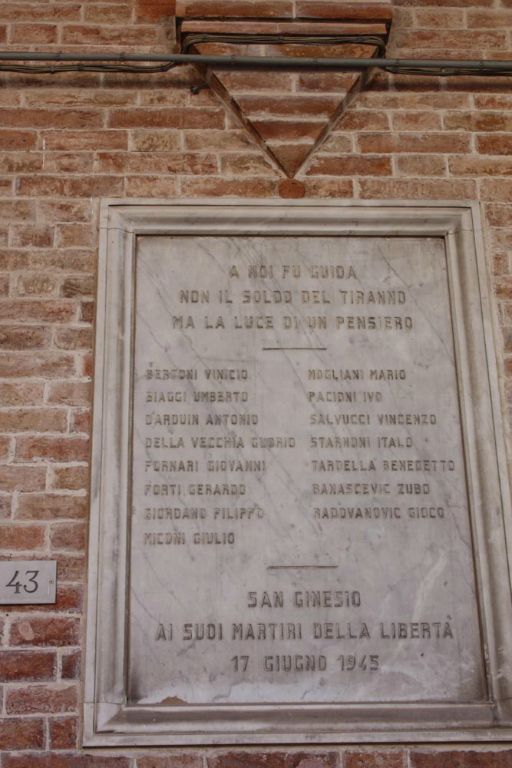 A NOI FU GUIDA
NON IL SOLDO DEL TIRANNO
MA LA LUCE DI UN PENSIERO
BERTONI VINICIO
BIAGGI UMBERTO
D'ARDUIN ANTONIO
DELLA VECCHIA GUBRIO
FORNARI GIOVANNI
FORTI GERARDO
GIORDANO FILIPPO
MICONI GIULIO
MOGLIANI MARIO
PACIONI IVO
SALVUCCI VINCENZO
STARNONI ITALO
TARDELLA BENEDETTO
RANASCEVIC ZUBO
RADOVANOVIC GIOCO
SAN GINESIO
AI SUOI MARTIRI DELLA LIBERTÀ
17 GIUGNO 1945
43